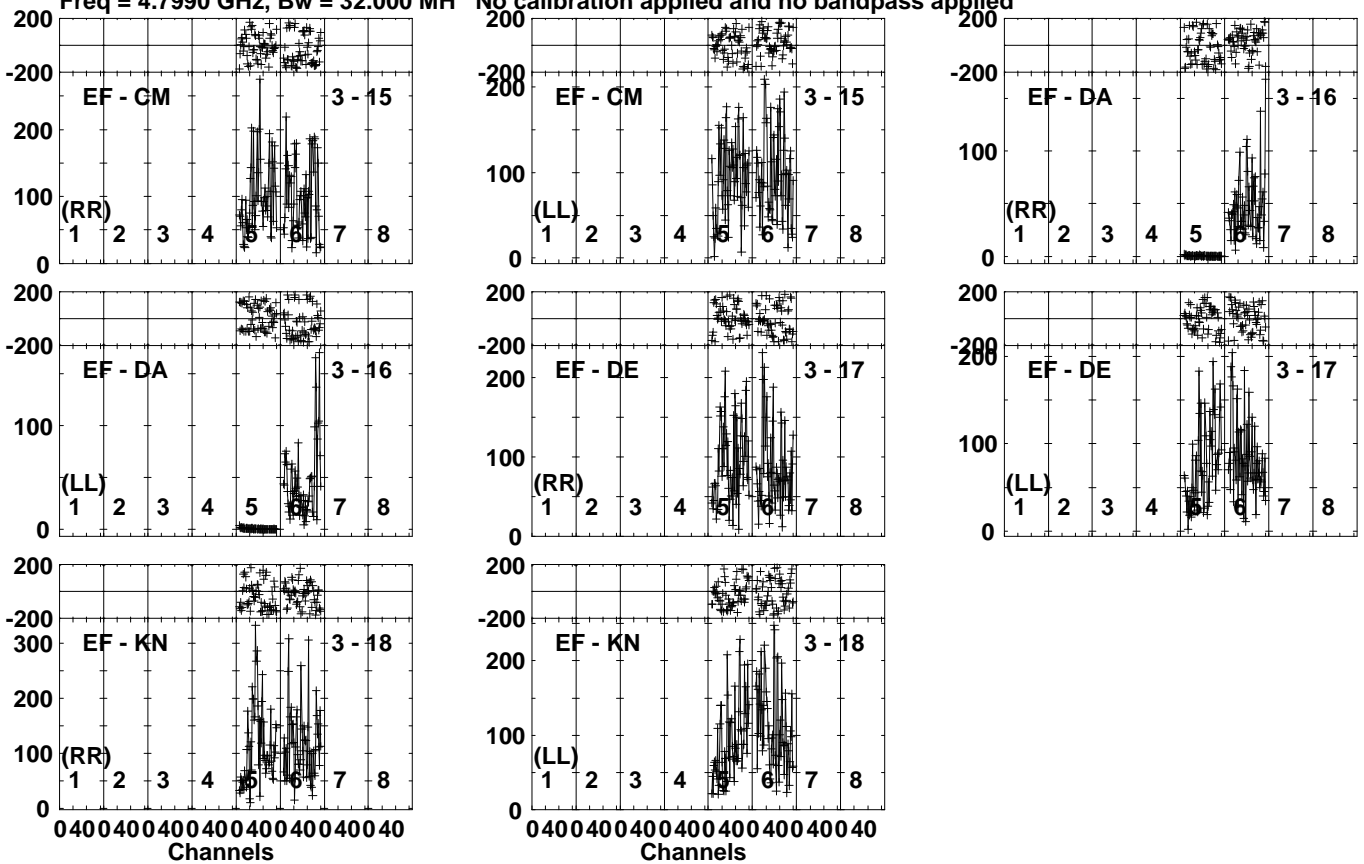 Freq = 4.7990 GHz, Bw = 32.000 MH No calibration applied and no bandpass applied
200
-200
EF - CM 3 - 15
200
100
0
(RR)
1 2 3 4 5 6 7 8
200
-200
EF - CM 3 - 15
200
100
0
(LL)
1 2 3 4 5 6 7 8
200
-200
EF - DA 3 - 16
100
0
(RR)
1 2 3 4 5 6 7 8
200
-200
EF - DA 3 - 16
100
0
(LL)
1 2 3 4 5 6 7 8
200
-200
EF - DE 3 - 17
200
100
0
(RR)
1 2 3 4 5 6 7 8
200
-200
200
EF - DE 3 - 17
100
0
(LL)
1 2 3 4 5 6 7 8
200
-200
300
EF - KN 3 - 18
200
100
0
(RR)
1 2 3 4 5 6 7 8
0 40 0 40 0 40 0 40 0 40 0 40 0 40 0 40
Channels
200
-200
EF - KN 3 - 18
200
100
0
(LL)
1 2 3 4 5 6 7 8
0 40 0 40 0 40 0 40 0 40 0 40 0 40 0 40
Channels